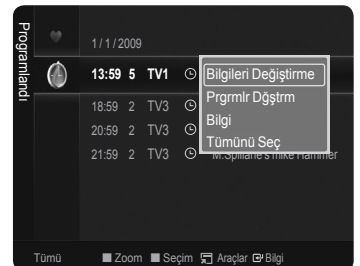 Programlandı
1 / 1 / 2009
13:59 5 TV1 Bilgileri Değiştirme
18:59 2 TV3 Prgrmlr Dğştrm
20:59 2 TV3 Bilgi
Tümünü Seç
21:59 2 TV3 M.Spillane's mike Hammer
Tümü Zoom Seçim Araçlar Bilgi